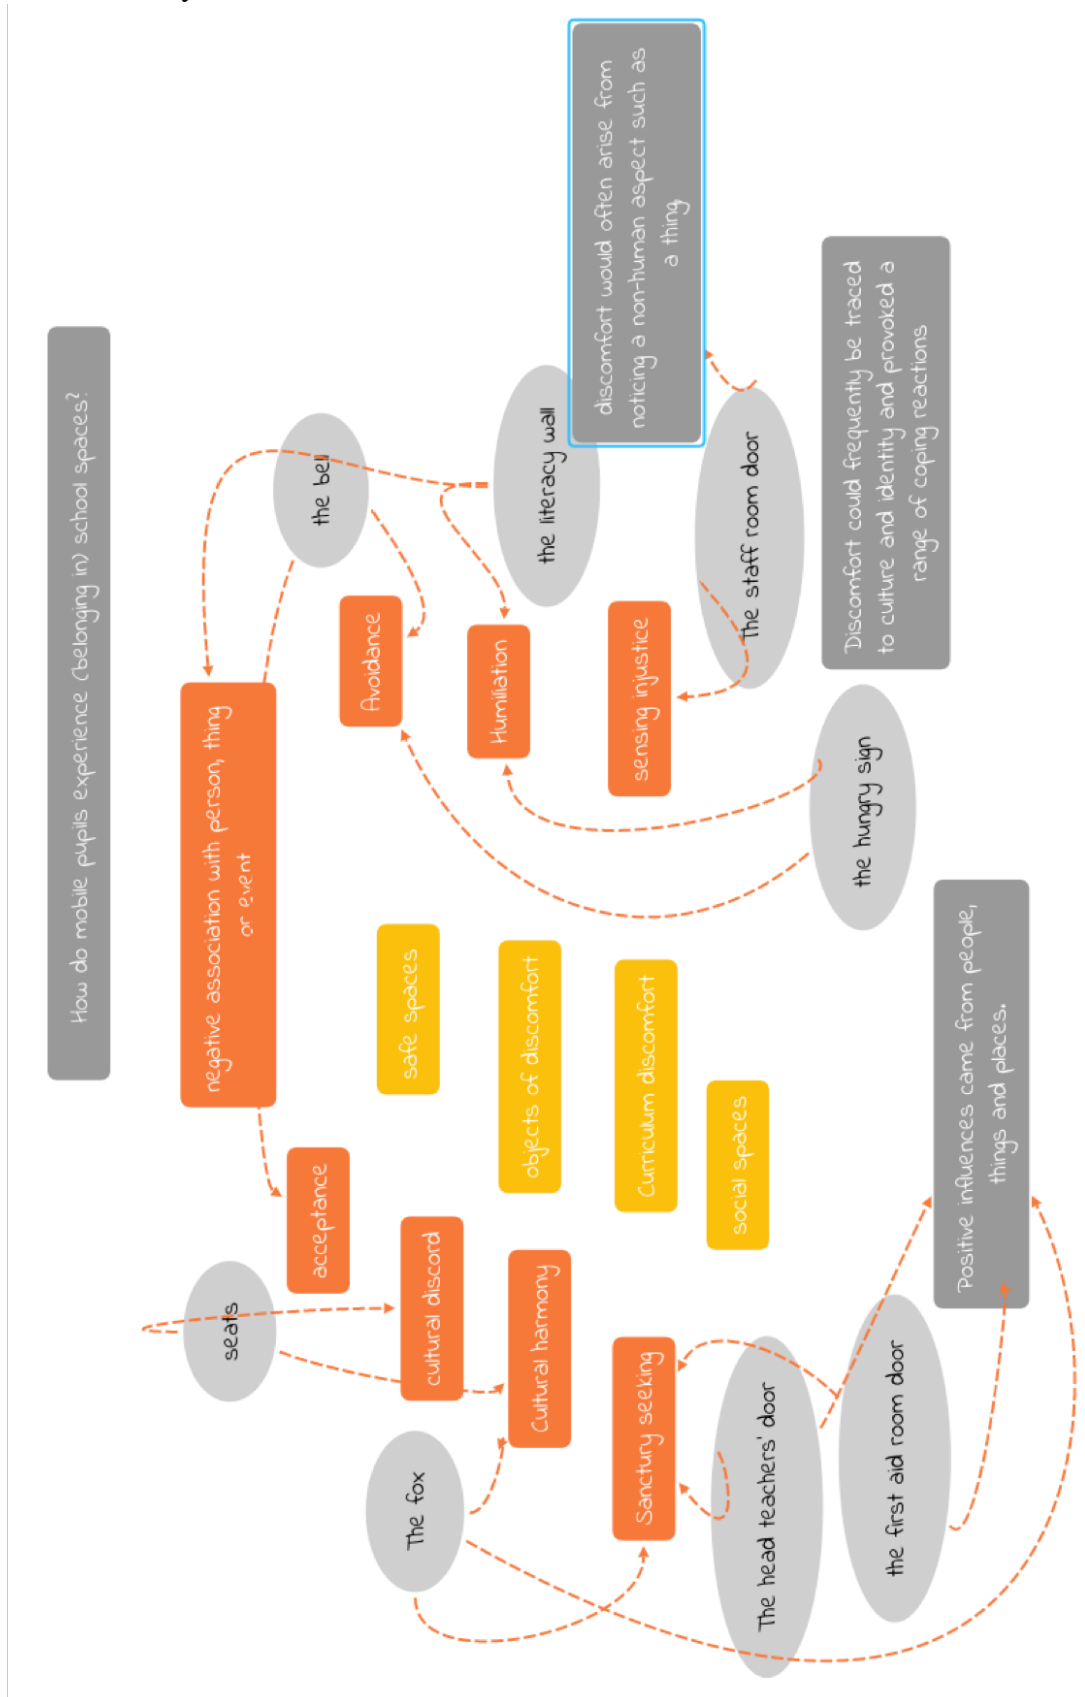 How do mobile pupils experience (belonging in) school spaces?
negative association with person, thing
or event
seats
acceptance
the bell
Avoidance
safe spaces
cultural discord
The fox
Humiliation
the literacy wall
objects of discomfort
Cultural harmony
discomfort would often arise from
noticing a non-human aspect such as
a thing
sensing injustice
Curriculum discomfort
Sanctury seeking
The staff room door
social spaces
The head teachers' door
Discomfort could frequently be traced
to culture and identity and provoked a
range of coping reactions
the hungry sign
the first aid room door
Positive influences came from people,
things and places.